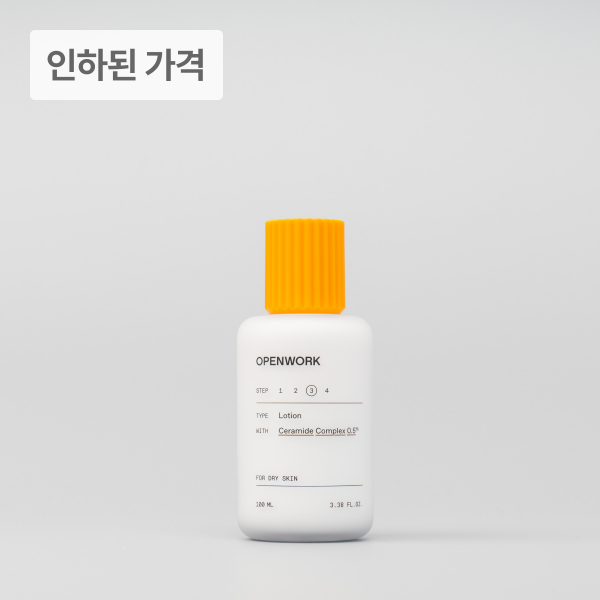 인하된 가격
OPENWORK
STEP 1 2 3 4
TYPE Lotion
WITH Ceramide Complex 0.5%
FOR DRY SKIN
100 ML 3.38 FL.OZ.